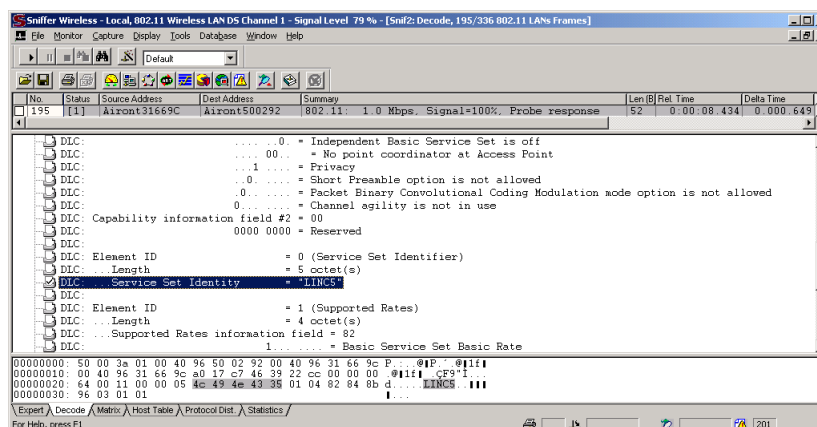 Sniffer Wireless - Local, 802.11 Wireless LAN DS Channel 1 - Signal Level 79 % - [Snif2: Decode, 195/336 802.11 LANs Frames]
File Monitor Capture Display Tools Database Window Help
Default
No. Status Source Address Dest Address Summary Len (B) Rel. Time Delta Time
195 [1] Airont31669C Airont500292 802.11: 1.0 Mbps, Signal=100%, Probe response 52 0:00:08.434 0.000.649
DLC: .... ..0. = Independent Basic Service Set is off
DLC: .... 00.. = No point coordinator at Access Point
DLC: ...1 .... = Privacy
DLC: ..0. .... = Short Preamble option is not allowed
DLC: .0.. .... = Packet Binary Convolutional Coding Modulation mode option is not allowed
DLC: 0... .... = Channel agility is not in use
DLC: Capability information field #2 = 00
DLC: 0000 0000 = Reserved
DLC:
DLC: Element ID = 0 (Service Set Identifier)
DLC: ...Length = 5 octet(s)
DLC: ...Service Set Identity = "LINC5"
DLC:
DLC: Element ID = 1 (Supported Rates)
DLC: ...Length = 4 octet(s)
DLC: ...Supported Rates information field = 82
DLC: 1... .... = Basic Service Set Basic Rate
00000000: 50 00 3a 01 00 40 96 50 02 92 00 40 96 31 66 9c P.:..@.P.'.@.1f.
00000010: 00 40 96 31 66 9c a0 17 c7 46 39 22 cc 00 00 00 .@.1f. .ÇF9"Ì...
00000020: 64 00 11 00 00 05 4c 49 4e 43 35 01 04 82 84 8b d.....LINC5..
00000030: 96 03 01 01 ...
Expert Decode Matrix Host Table Protocol Dist. Statistics
For Help, press F1 201